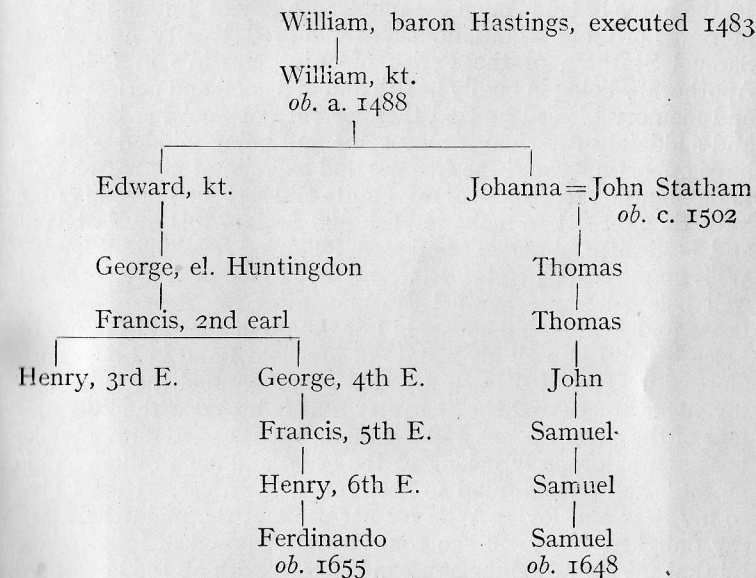 William, baron Hastings, executed 1483
William, kt.
ob. a. 1488
Edward, kt.
Johanna=John Statham
ob. c. 1502
George, el. Huntingdon
Thomas
Francis, 2nd earl
Thomas
Henry, 3rd E.
George, 4th E.
John
Francis, 5th E.
Samuel
Henry, 6th E.
Samuel
Ferdinando
Samuel
ob. 1655
ob. 1648